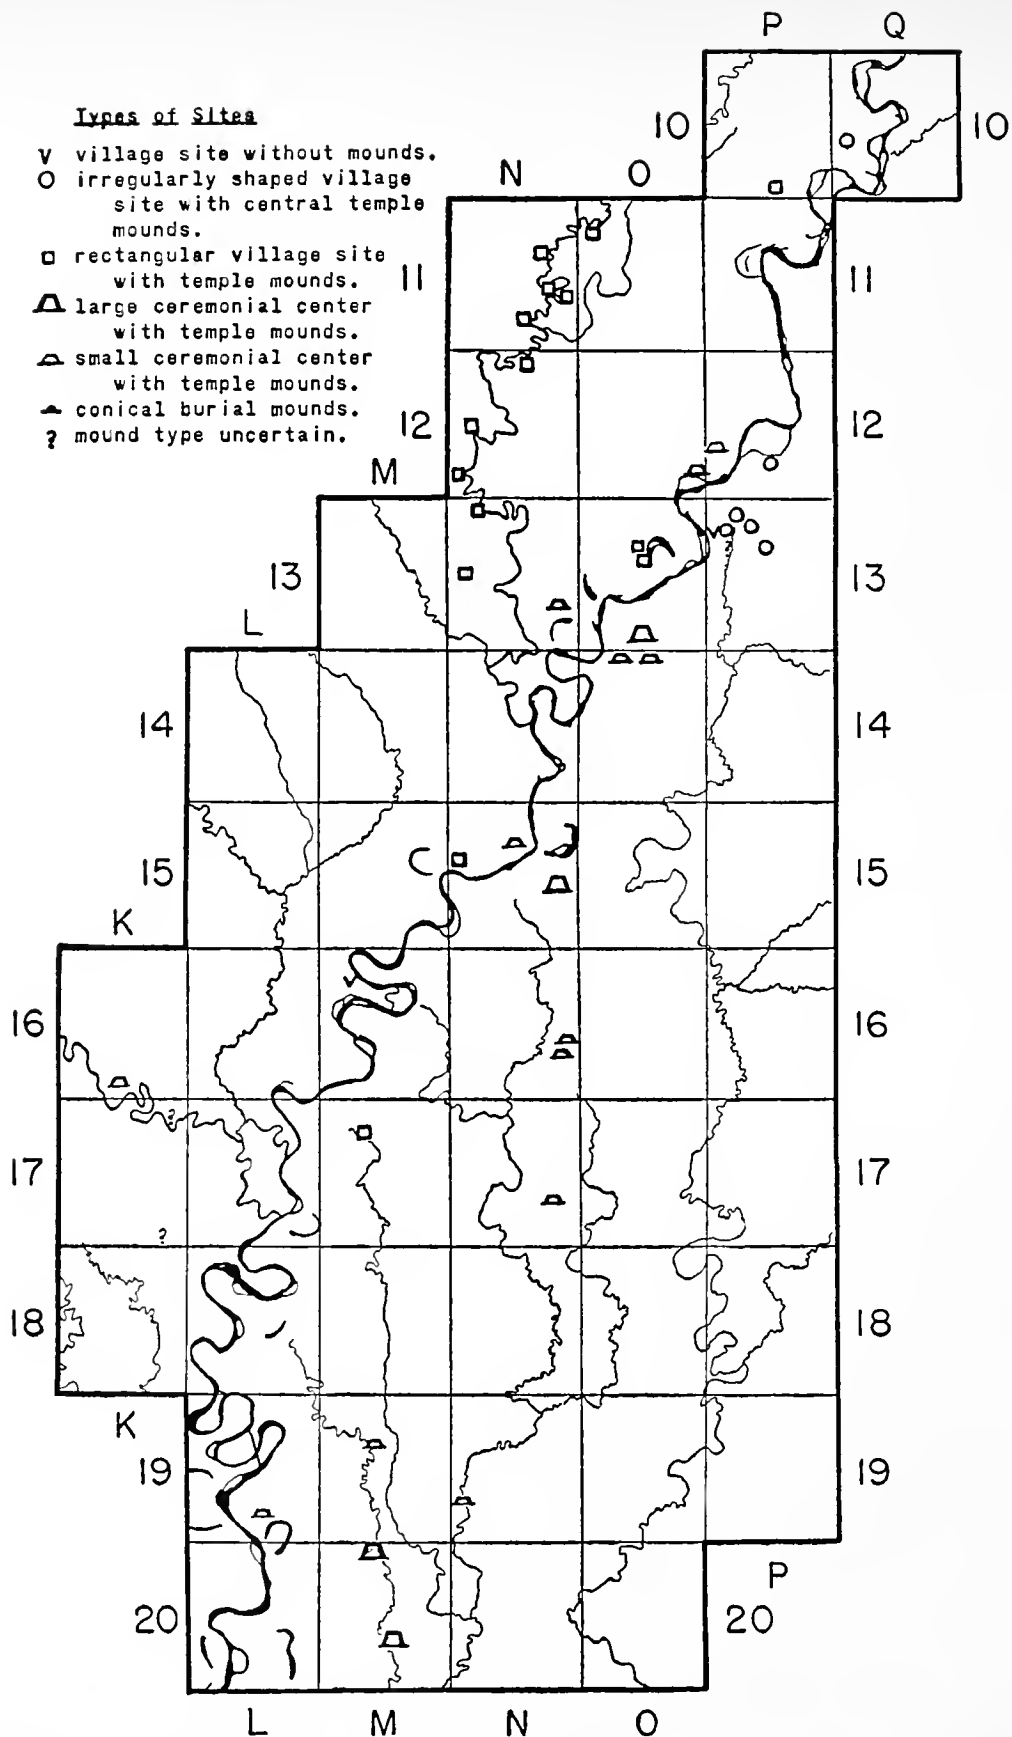 P Q
Types of Sites
10 10
V village site without mounds.
O irregularly shaped village
site with central temple
mounds.
N O
rectangular village site
with temple mounds.
11 11
large ceremonial center
with temple mounds.
small ceremonial center
with temple mounds.
conical burial mounds.
12 12
? mound type uncertain.
M
13 13
L
14 14
15 15
K
16 16
?
17 17
?
18 18
K
19 19
P
20 20
L M N O